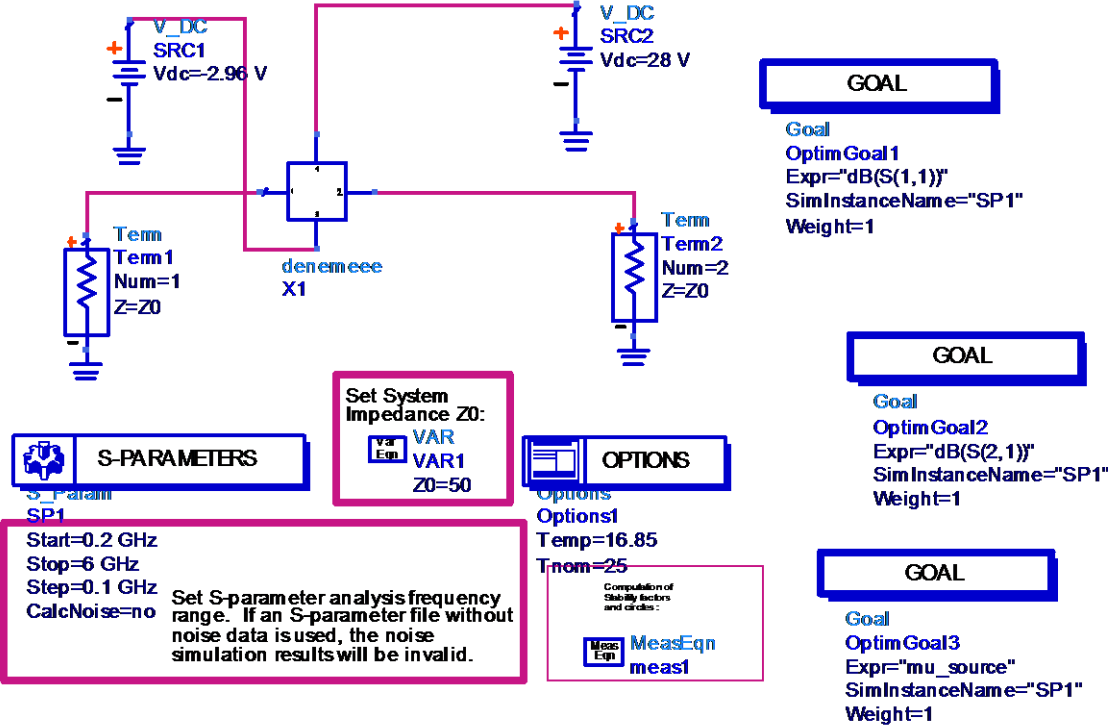 V_DC
SRC1
Vdc=-2.96 V
V_DC
SRC2
Vdc=28 V
GOAL
Goal
OptimGoal1
Expr="dB(S(1,1))"
SimInstanceName="SP1"
Weight=1
1
2
Term
Term1
Num=1
Z=Z0
denemeee
X1
Term
Term2
Num=2
Z=Z0
GOAL
Goal
OptimGoal2
Expr="dB(S(2,1))"
SimInstanceName="SP1"
Weight=1
Set System
Impedance Z0:
Var
Eqn
VAR
VAR1
Z0=50
S-PARAMETERS
S_Param
SP1
Start=0.2 GHz
Stop=6 GHz
Step=0.1 GHz
CalcNoise=no
Set S-parameter analysis frequency
range. If an S-parameter file without
noise data is used, the noise
simulation results will be invalid.
OPTIONS
Options
Options1
Temp=16.85
Tnom=25
Computation of
Stability factors
and circles:
Meas
Eqn
MeasEqn
meas1
GOAL
Goal
OptimGoal3
Expr="mu_source"
SimInstanceName="SP1"
Weight=1